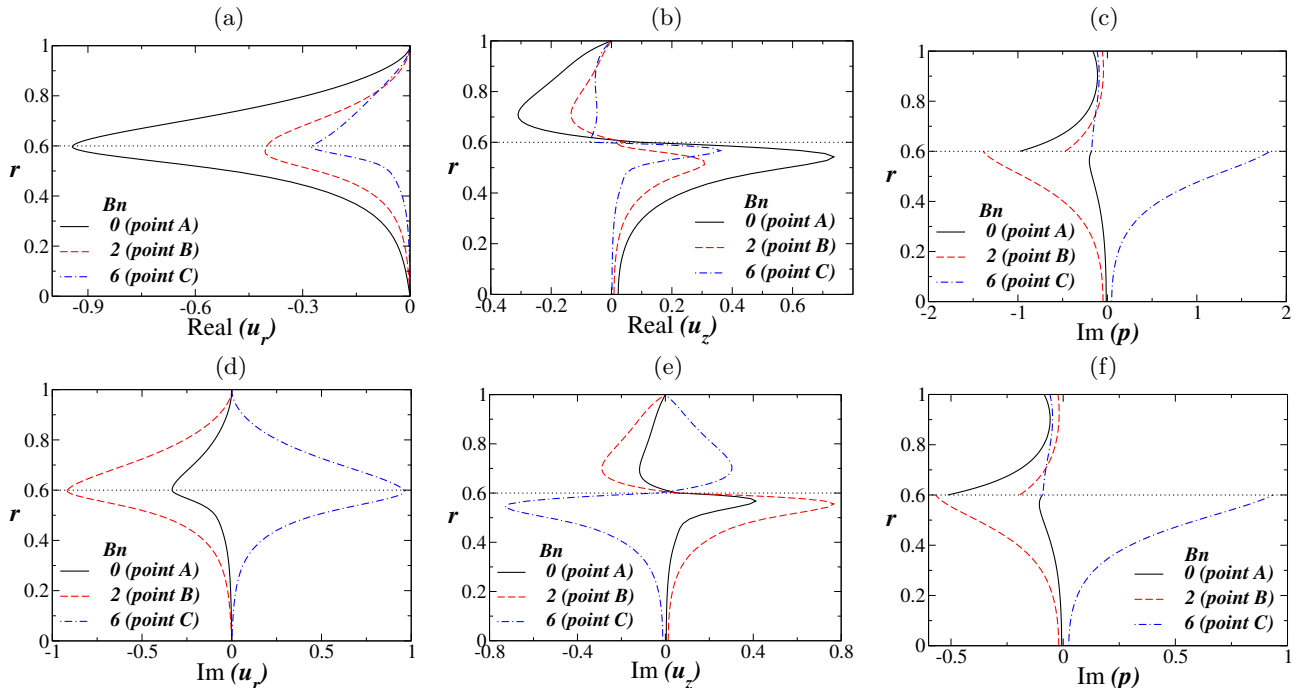 (a)
1
0.8
0.6
r
0.4
0.2
0
Bn
0 (point A)
2 (point B)
6 (point C)
-0.9 -0.6 -0.3 0
Real (u_r)
(b)
1
0.8
0.6
r
0.4
0.2
0
Bn
0 (point A)
2 (point B)
6 (point C)
-0.4 -0.2 0 0.2 0.4 0.6
Real (u_z)
(c)
1
0.8
0.6
r
0.4
0.2
0
Bn
0 (point A)
2 (point B)
6 (point C)
-2 -1 0 1 2
Im (p)
(d)
1
0.8
0.6
r
0.4
0.2
0
Bn
0 (point A)
2 (point B)
6 (point C)
-1 -0.5 0 0.5 1
Im (u_r)
(e)
1
0.8
0.6
r
0.4
0.2
0
Bn
0 (point A)
2 (point B)
6 (point C)
-0.8 -0.4 0 0.4 0.8
Im (u_z)
(f)
1
0.8
0.6
r
0.4
0.2
0
Bn
0 (point A)
2 (point B)
6 (point C)
-0.5 0 0.5 1
Im (p)